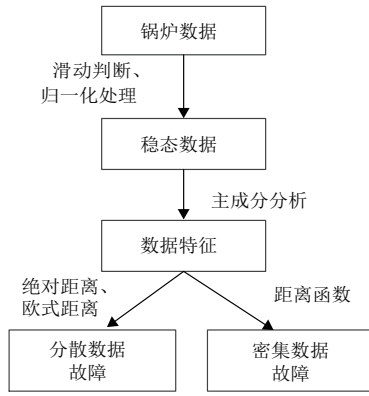 锅炉数据
滑动判断、
归一化处理
稳态数据
主成分分析
数据特征
绝对距离、
欧式距离
距离函数
分散数据
故障
密集数据
故障